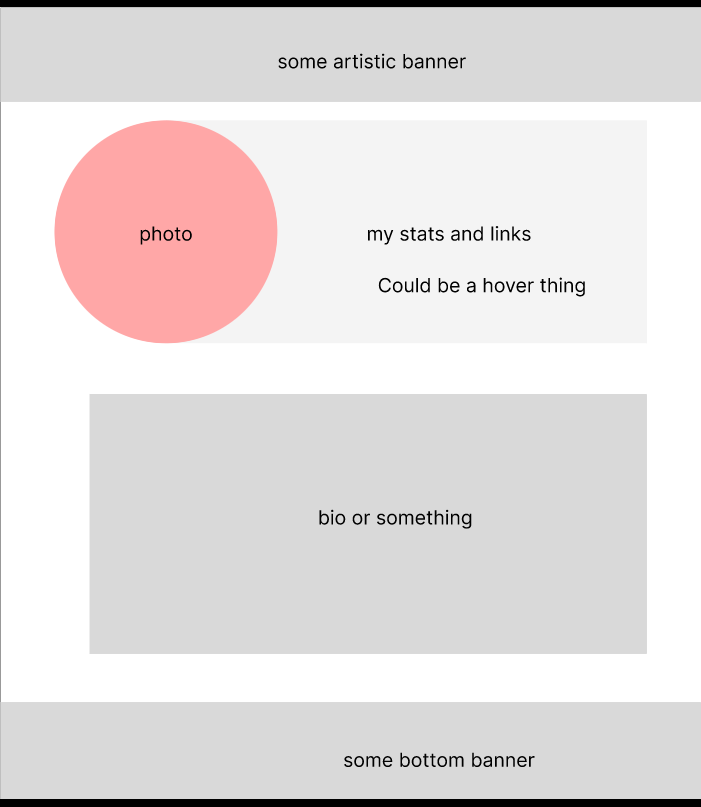 some artistic banner
photo
my stats and links
Could be a hover thing
bio or something
some bottom banner